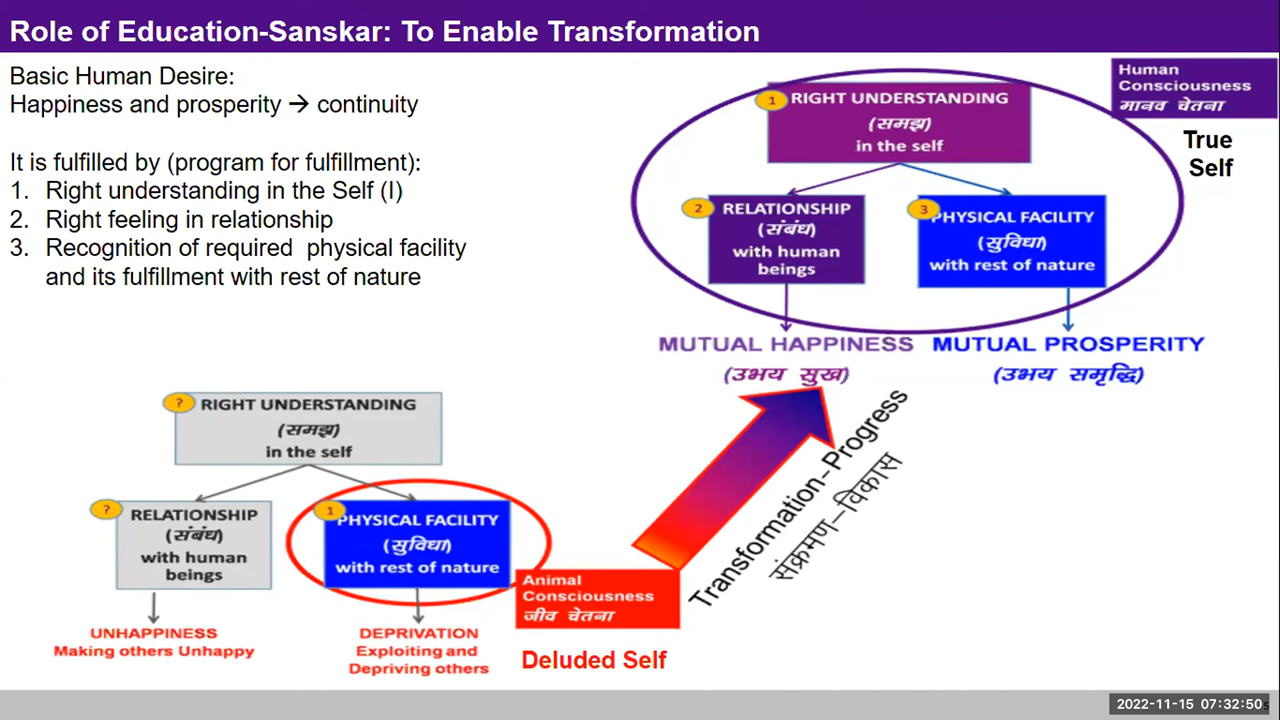 Role of Education-Sanskar: To Enable Transformation
Basic Human Desire:
Happiness and prosperity → continuity
It is fulfilled by (program for fulfillment):
1. Right understanding in the Self (I)
2. Right feeling in relationship
3. Recognition of required physical facility
and its fulfillment with rest of nature
Human
Consciousness
मानव चेतना
True
Self
1
RIGHT UNDERSTANDING
(समझ)
in the self
2
RELATIONSHIP
(संबंध)
with human
beings
3
PHYSICAL FACILITY
(सुविधा)
with rest of nature
MUTUAL HAPPINESS
(उभय सुख)
MUTUAL PROSPERITY
(उभय समृद्धि)
?
RIGHT UNDERSTANDING
(समझ)
in the self
?
RELATIONSHIP
(संबंध)
with human
beings
1
PHYSICAL FACILITY
(सुविधा)
with rest of nature
UNHAPPINESS
Making others Unhappy
DEPRIVATION
Exploiting and
Depriving others
Animal
Consciousness
जीव चेतना
Deluded Self
Transformation–Progress
संक्रमण–विकास
2022-11-15 07:32:50